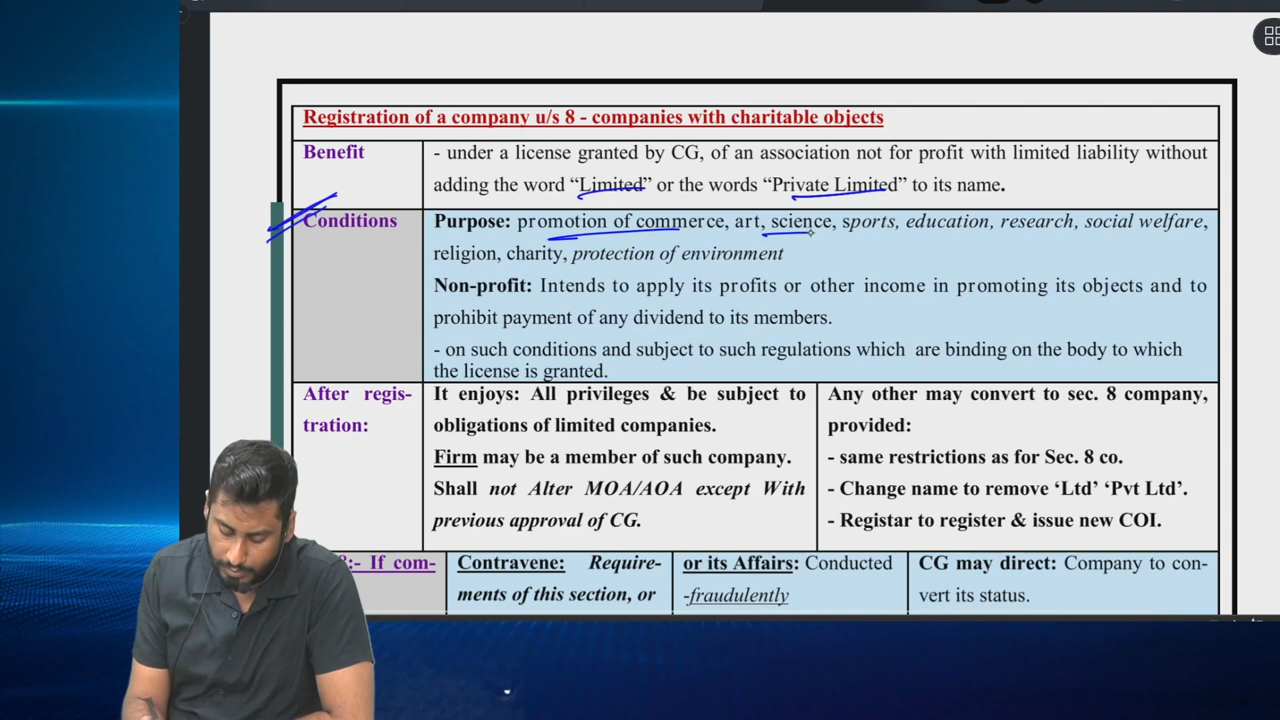 Registration of a company u/s 8 - companies with charitable objects
Benefit
- under a license granted by CG, of an association not for profit with limited liability without
adding the word “Limited” or the words “Private Limited” to its name.
Conditions
Purpose: promotion of commerce, art, science, sports, education, research, social welfare,
religion, charity, protection of environment
Non-profit: Intends to apply its profits or other income in promoting its objects and to
prohibit payment of any dividend to its members.
- on such conditions and subject to such regulations which are binding on the body to which
the license is granted.
After regis-
tration:
It enjoys: All privileges & be subject to
obligations of limited companies.
Firm may be a member of such company.
Shall not Alter MOA/AOA except With
previous approval of CG.
Any other may convert to sec. 8 company,
provided:
- same restrictions as for Sec. 8 co.
- Change name to remove ‘Ltd’ ‘Pvt Ltd’.
- Registar to register & issue new COI.
:- If com-
Contravene: Require-
ments of this section, or
or its Affairs: Conducted
-fraudulently
CG may direct: Company to con-
vert its status.